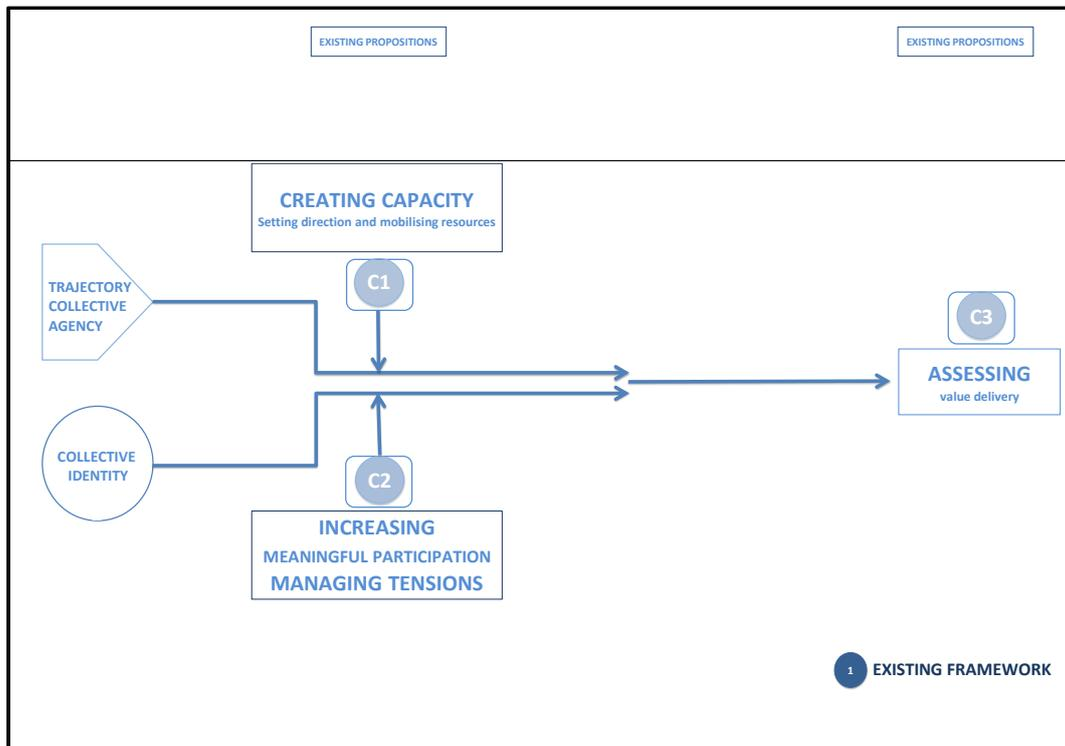 EXISTING PROPOSITIONS
EXISTING PROPOSITIONS
CREATING CAPACITY
Setting direction and mobilising resources
C1
TRAJECTORY
COLLECTIVE
AGENCY
C3
ASSESSING
value delivery
COLLECTIVE
IDENTITY
C2
INCREASING
MEANINGFUL PARTICIPATION
MANAGING TENSIONS
1
EXISTING FRAMEWORK